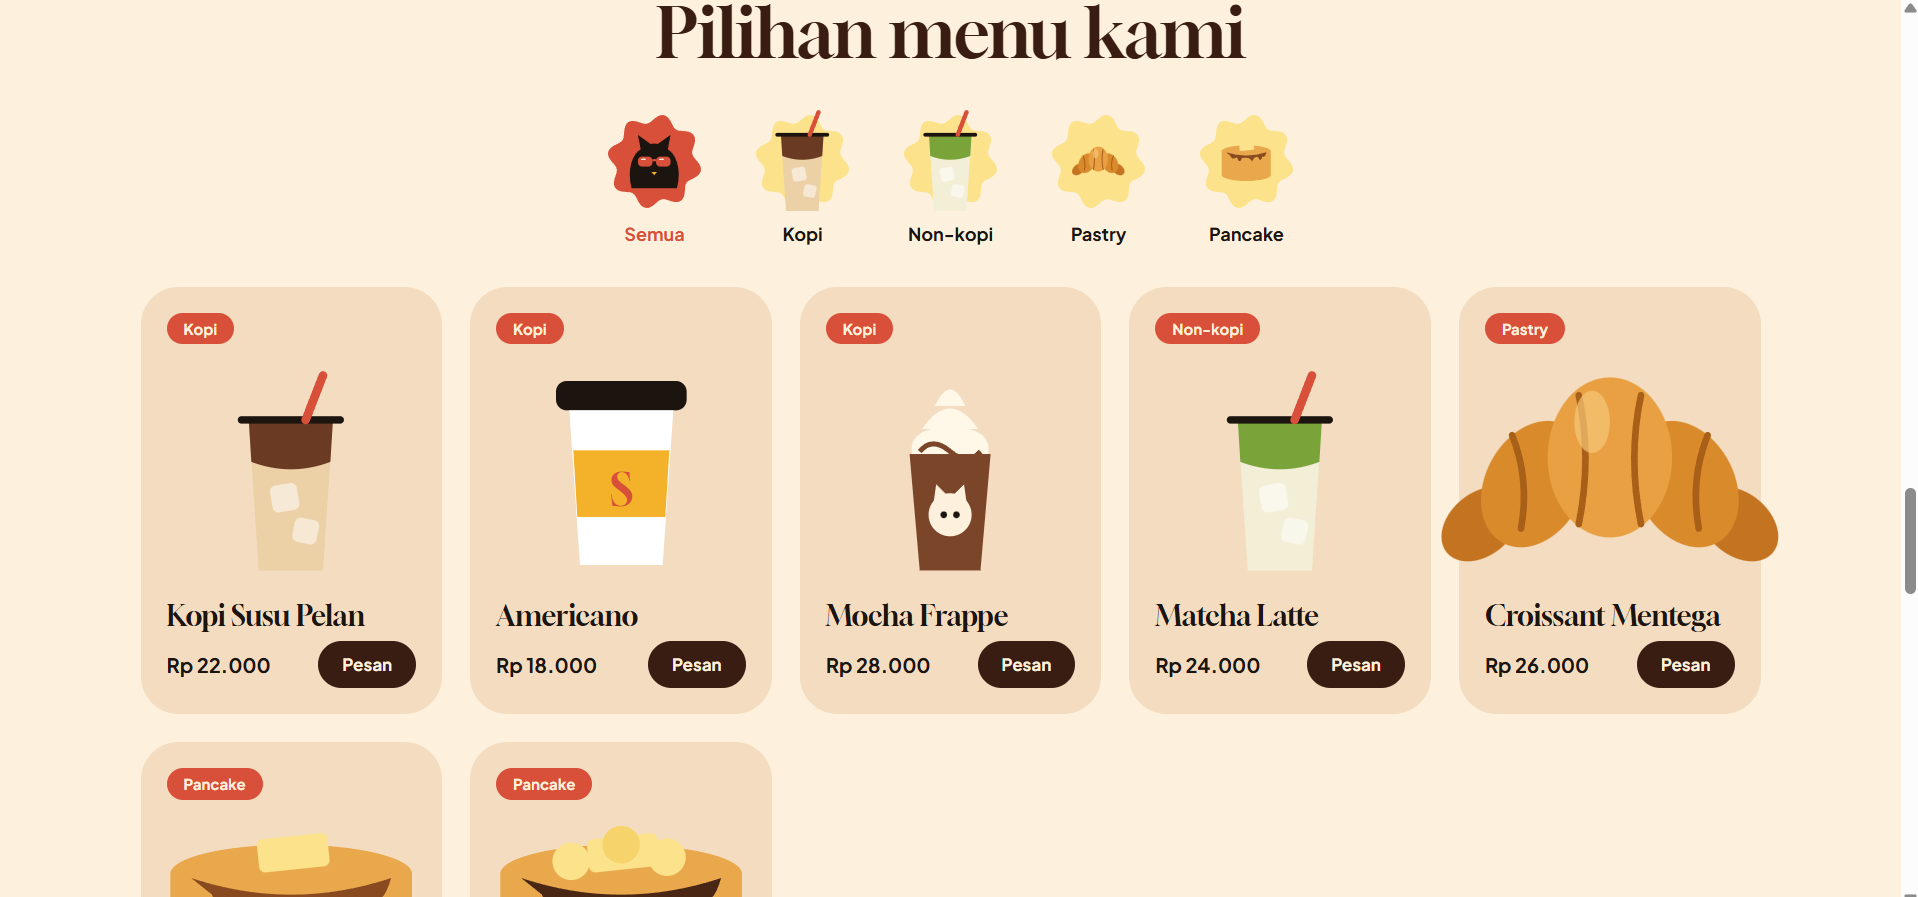 Pilihan menu kami
Semua
Kopi
Non-kopi
Pastry
Pancake
Kopi
S
Kopi Susu Pelan
Rp 22.000
Pesan
Kopi
Americano
Rp 18.000
Pesan
Kopi
Mocha Frappe
Rp 28.000
Pesan
Non-kopi
Matcha Latte
Rp 24.000
Pesan
Pastry
Croissant Mentega
Rp 26.000
Pesan
Pancake
Pancake